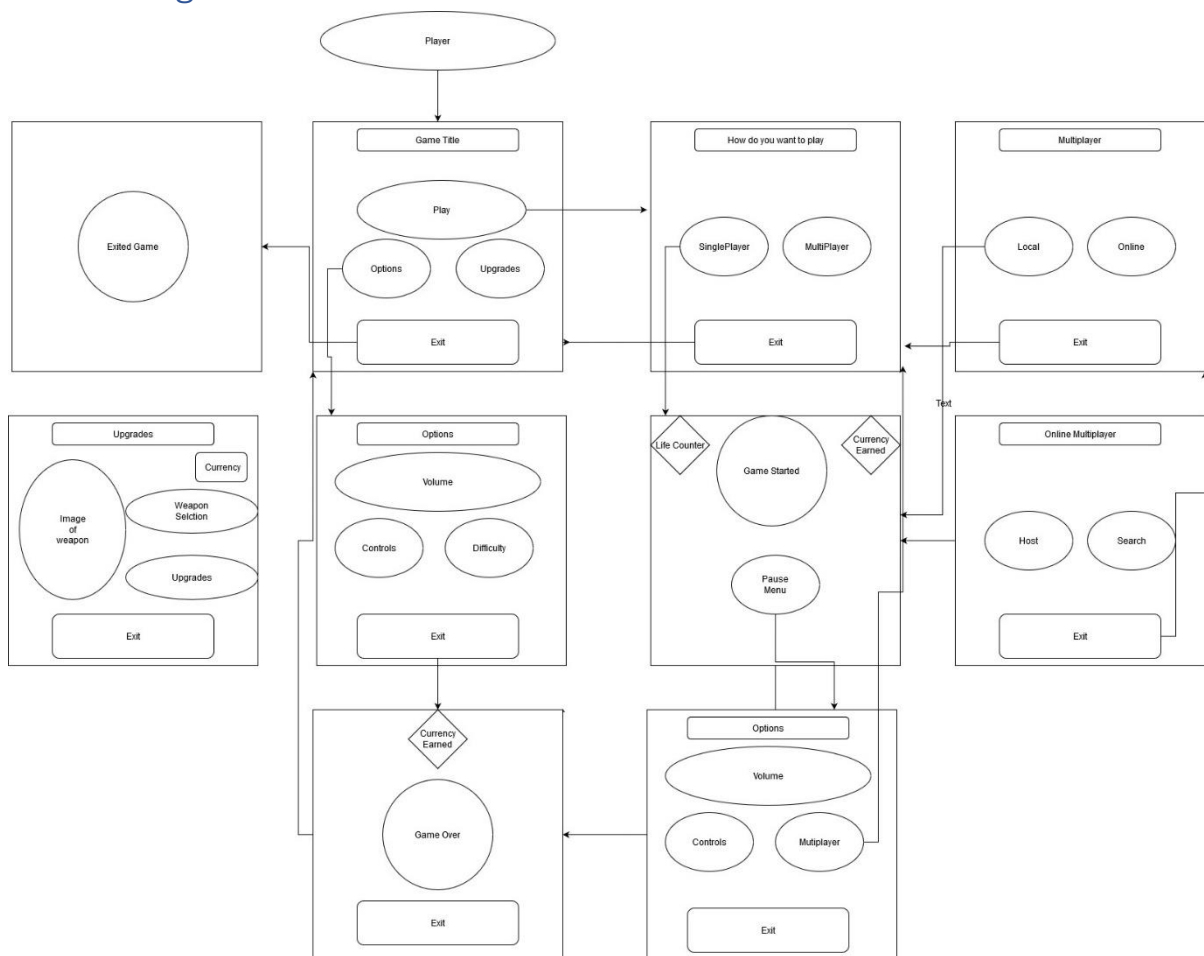 Player
Game Title
How do you want to play
Multiplayer
Play
Exited Game
Options
Upgrades
SinglePlayer
MultiPlayer
Local
Online
Exit
Exit
Exit
Text
Upgrades
Currency
Image
of
weapon
Weapon
Selction
Upgrades
Exit
Options
Volume
Controls
Difficulty
Exit
Life Counter
Game Started
Currency
Earned
Pause
Menu
Online Multiplayer
Host
Search
Exit
Currency
Earned
Game Over
Exit
Options
Volume
Controls
Mutiplayer
Exit